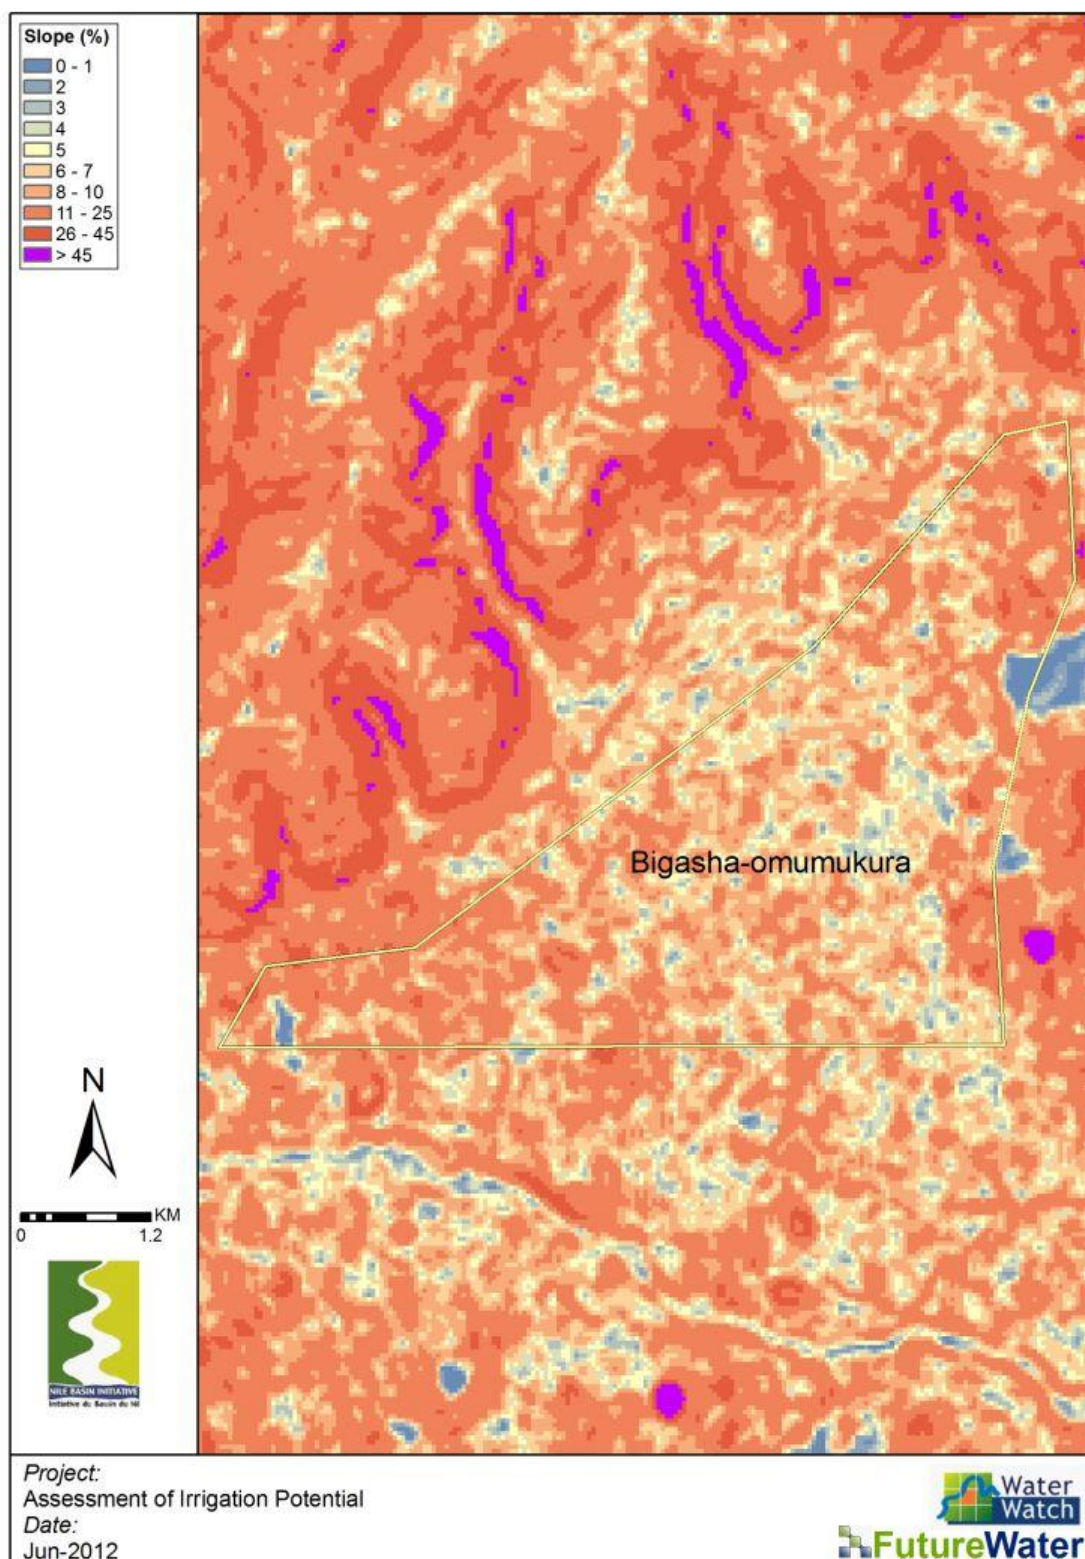 Slope (%)
0 - 1
2
3
4
5
6 - 7
8 - 10
11 - 25
26 - 45
> 45
Bigasha-omumukura
N
KM
0 1.2
NILE BASIN INITIATIVE
Initiative du Bassin du Nil
Project:
Assessment of Irrigation Potential
Date:
Jun-2012
Water
Watch
FutureWater